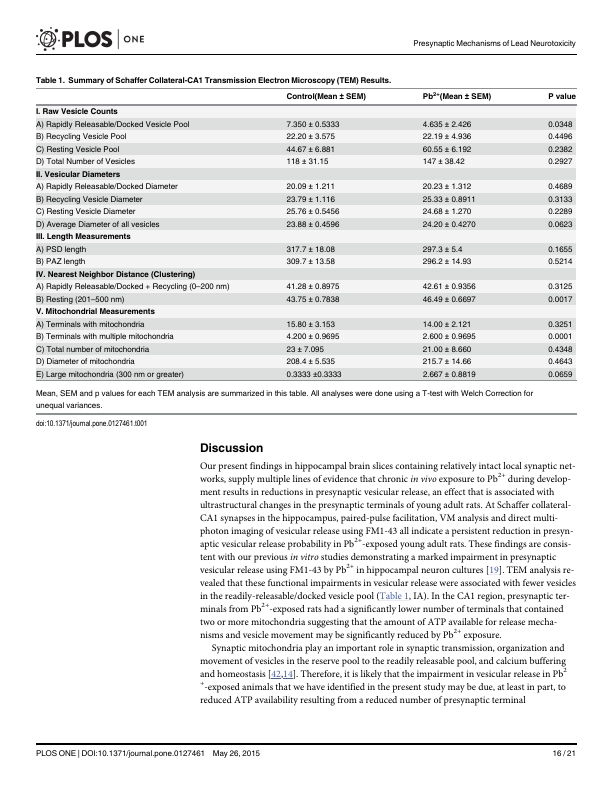 PLOS ONE
Presynaptic Mechanisms of Lead Neurotoxicity
Table 1. Summary of Schaffer Collateral-CA1 Transmission Electron Microscopy (TEM) Results.
Control(Mean ± SEM) Pb2+(Mean ± SEM) P value
I. Raw Vesicle Counts
A) Rapidly Releasable/Docked Vesicle Pool 7.350 ± 0.5333 4.635 ± 2.426 0.0348
B) Recycling Vesicle Pool 22.20 ± 3.575 22.19 ± 4.936 0.4496
C) Resting Vesicle Pool 44.67 ± 6.881 60.55 ± 6.192 0.2382
D) Total Number of Vesicles 118 ± 31.15 147 ± 38.42 0.2927
II. Vesicular Diameters
A) Rapidly Releasable/Docked Diameter 20.09 ± 1.211 20.23 ± 1.312 0.4689
B) Recycling Vesicle Diameter 23.79 ± 1.116 25.33 ± 0.8911 0.3133
C) Resting Vesicle Diameter 25.76 ± 0.5456 24.68 ± 1.270 0.2289
D) Average Diameter of all vesicles 23.88 ± 0.4596 24.20 ± 0.4270 0.0623
III. Length Measurements
A) PSD length 317.7 ± 18.08 297.3 ± 5.4 0.1655
B) PAZ length 309.7 ± 13.58 296.2 ± 14.93 0.5214
IV. Nearest Neighbor Distance (Clustering)
A) Rapidly Releasable/Docked + Recycling (0–200 nm) 41.28 ± 0.8975 42.61 ± 0.9356 0.3125
B) Resting (201–500 nm) 43.75 ± 0.7838 46.49 ± 0.6697 0.0017
V. Mitochondrial Measurements
A) Terminals with mitochondria 15.80 ± 3.153 14.00 ± 2.121 0.3251
B) Terminals with multiple mitochondria 4.200 ± 0.9695 2.600 ± 0.9695 0.0001
C) Total number of mitochondria 23 ± 7.095 21.00 ± 8.660 0.4348
D) Diameter of mitochondria 208.4 ± 5.535 215.7 ± 14.66 0.4643
E) Large mitochondria (300 nm or greater) 0.3333 ±0.3333 2.667 ± 0.8819 0.0659
Mean, SEM and p values for each TEM analysis are summarized in this table. All analyses were done using a T-test with Welch Correction for
unequal variances.
doi:10.1371/journal.pone.0127461.t001
Discussion
Our present findings in hippocampal brain slices containing relatively intact local synaptic net-
works, supply multiple lines of evidence that chronic in vivo exposure to Pb2+ during develop-
ment results in reductions in presynaptic vesicular release, an effect that is associated with
ultrastructural changes in the presynaptic terminals of young adult rats. At Schaffer collateral-
CA1 synapses in the hippocampus, paired-pulse facilitation, VM analysis and direct multi-
photon imaging of vesicular release using FM1-43 all indicate a persistent reduction in presyn-
aptic vesicular release probability in Pb2+-exposed young adult rats. These findings are consis-
tent with our previous in vitro studies demonstrating a marked impairment in presynaptic
vesicular release using FM1-43 by Pb2+ in hippocampal neuron cultures [19]. TEM analysis re-
vealed that these functional impairments in vesicular release were associated with fewer vesicles
in the readily-releasable/docked vesicle pool (Table 1, IA). In the CA1 region, presynaptic ter-
minals from Pb2+-exposed rats had a significantly lower number of terminals that contained
two or more mitochondria suggesting that the amount of ATP available for release mecha-
nisms and vesicle movement may be significantly reduced by Pb2+ exposure.
Synaptic mitochondria play an important role in synaptic transmission, organization and
movement of vesicles in the reserve pool to the readily releasable pool, and calcium buffering
and homeostasis [42,14]. Therefore, it is likely that the impairment in vesicular release in Pb2
+-exposed animals that we have identified in the present study may be due, at least in part, to
reduced ATP availability resulting from a reduced number of presynaptic terminal
PLOS ONE | DOI:10.1371/journal.pone.0127461 May 26, 2015 16 / 21